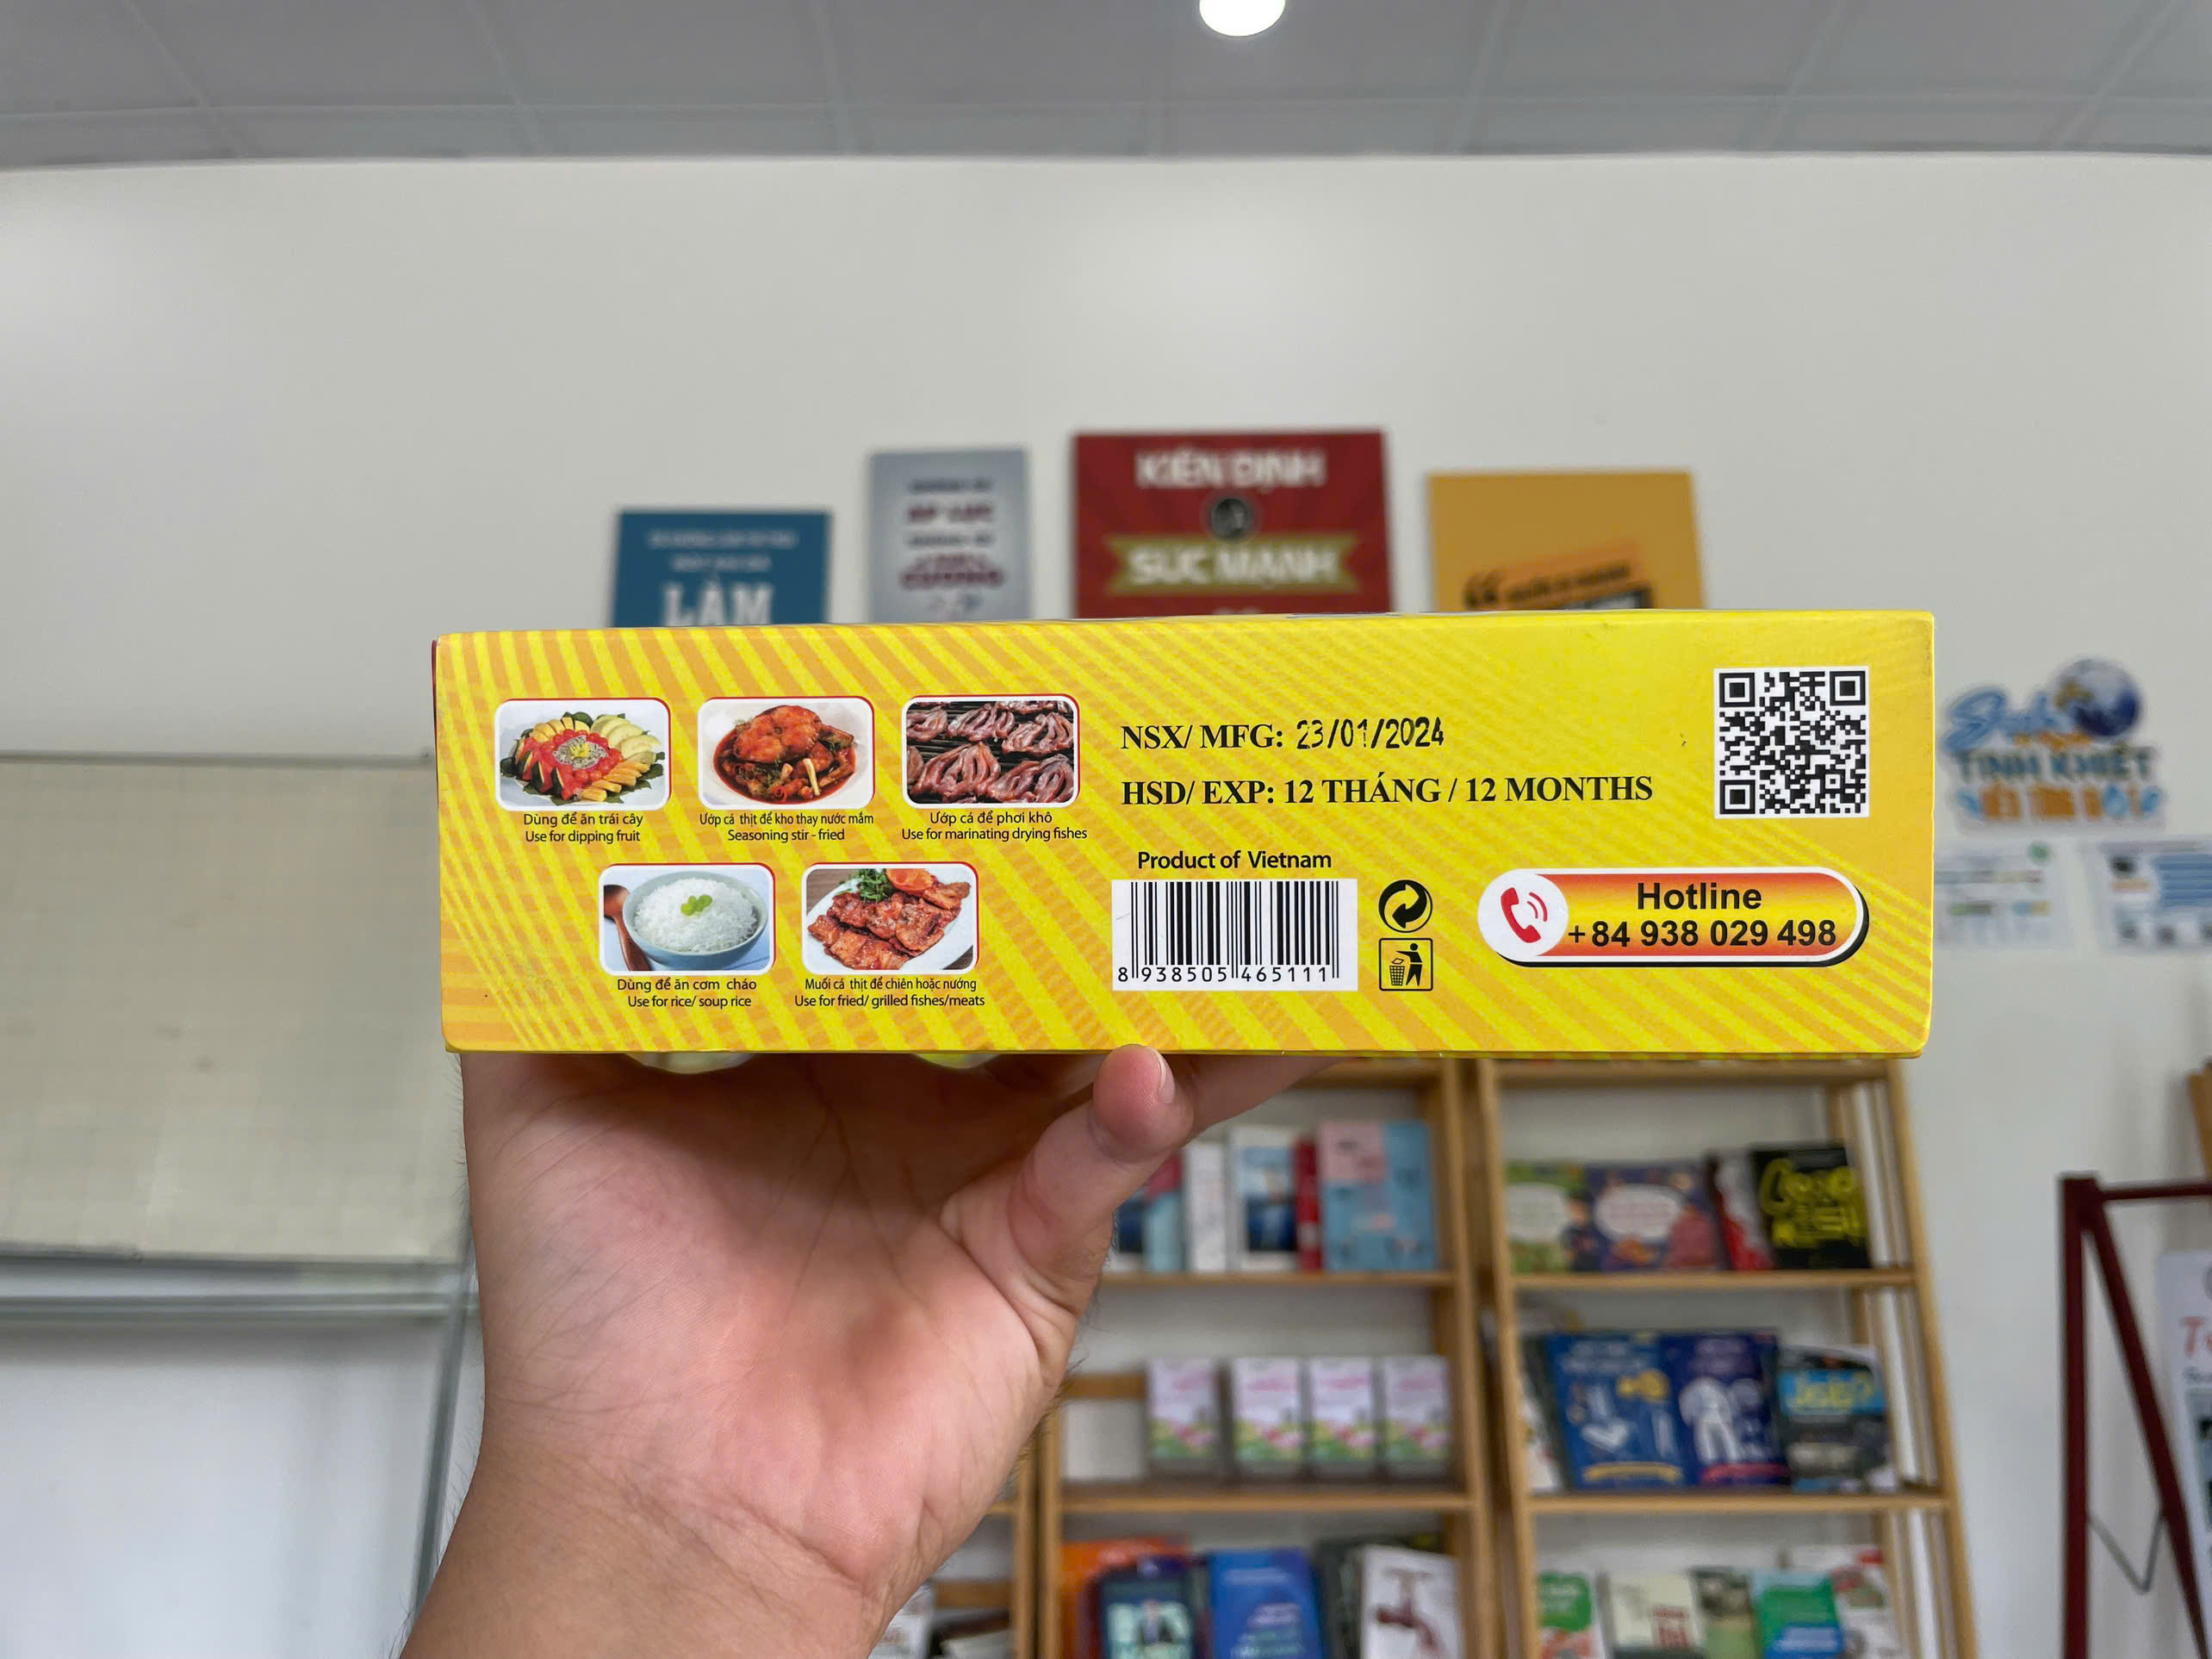 KIÊN ĐỊNH
SỨC MẠNH
LÀM
TINH KHIẾT
Dùng để ăn trái cây
Use for dipping fruit
Ướp cá thịt để kho thay nước mắm
Seasoning stir - fried
Ướp cá để phơi khô
Use for marinating drying fishes
Dùng để ăn cơm cháo
Use for rice/ soup rice
Muối cá thịt để chiên hoặc nướng
Use for fried/ grilled fishes/meats
NSX/ MFG: 23/01/2024
HSD/ EXP: 12 THÁNG / 12 MONTHS
Product of Vietnam
8 938505 465111
Hotline
+84 938 029 498